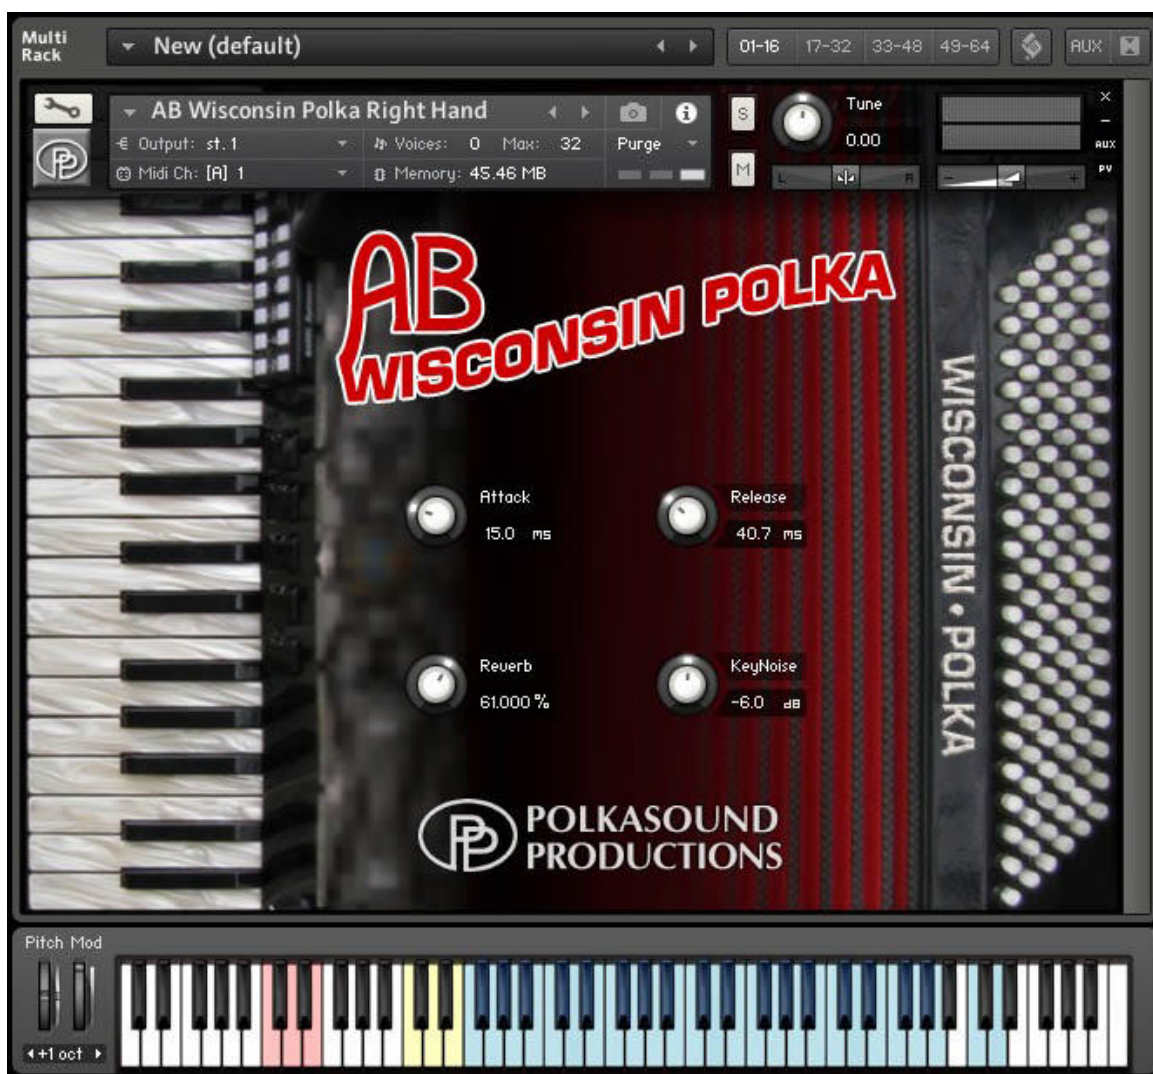 Multi
Rack
New (default)
01-16 17-32 33-48 49-64 AUX
AB Wisconsin Polka Right Hand
S
Tune
0.00
Output: st.1
Voices: 0 Max: 32
Purge
Midi Ch: [A] 1
Memory: 45.46 MB
M
L R
- +
×
-
AUX
PV
PP
AB
WISCONSIN POLKA
WISCONSIN • POLKA
Attack
15.0 ms
Release
40.7 ms
Reverb
61.000 %
KeyNoise
-6.0 dB
PP POLKASOUND
PRODUCTIONS
Pitch Mod
+1 oct